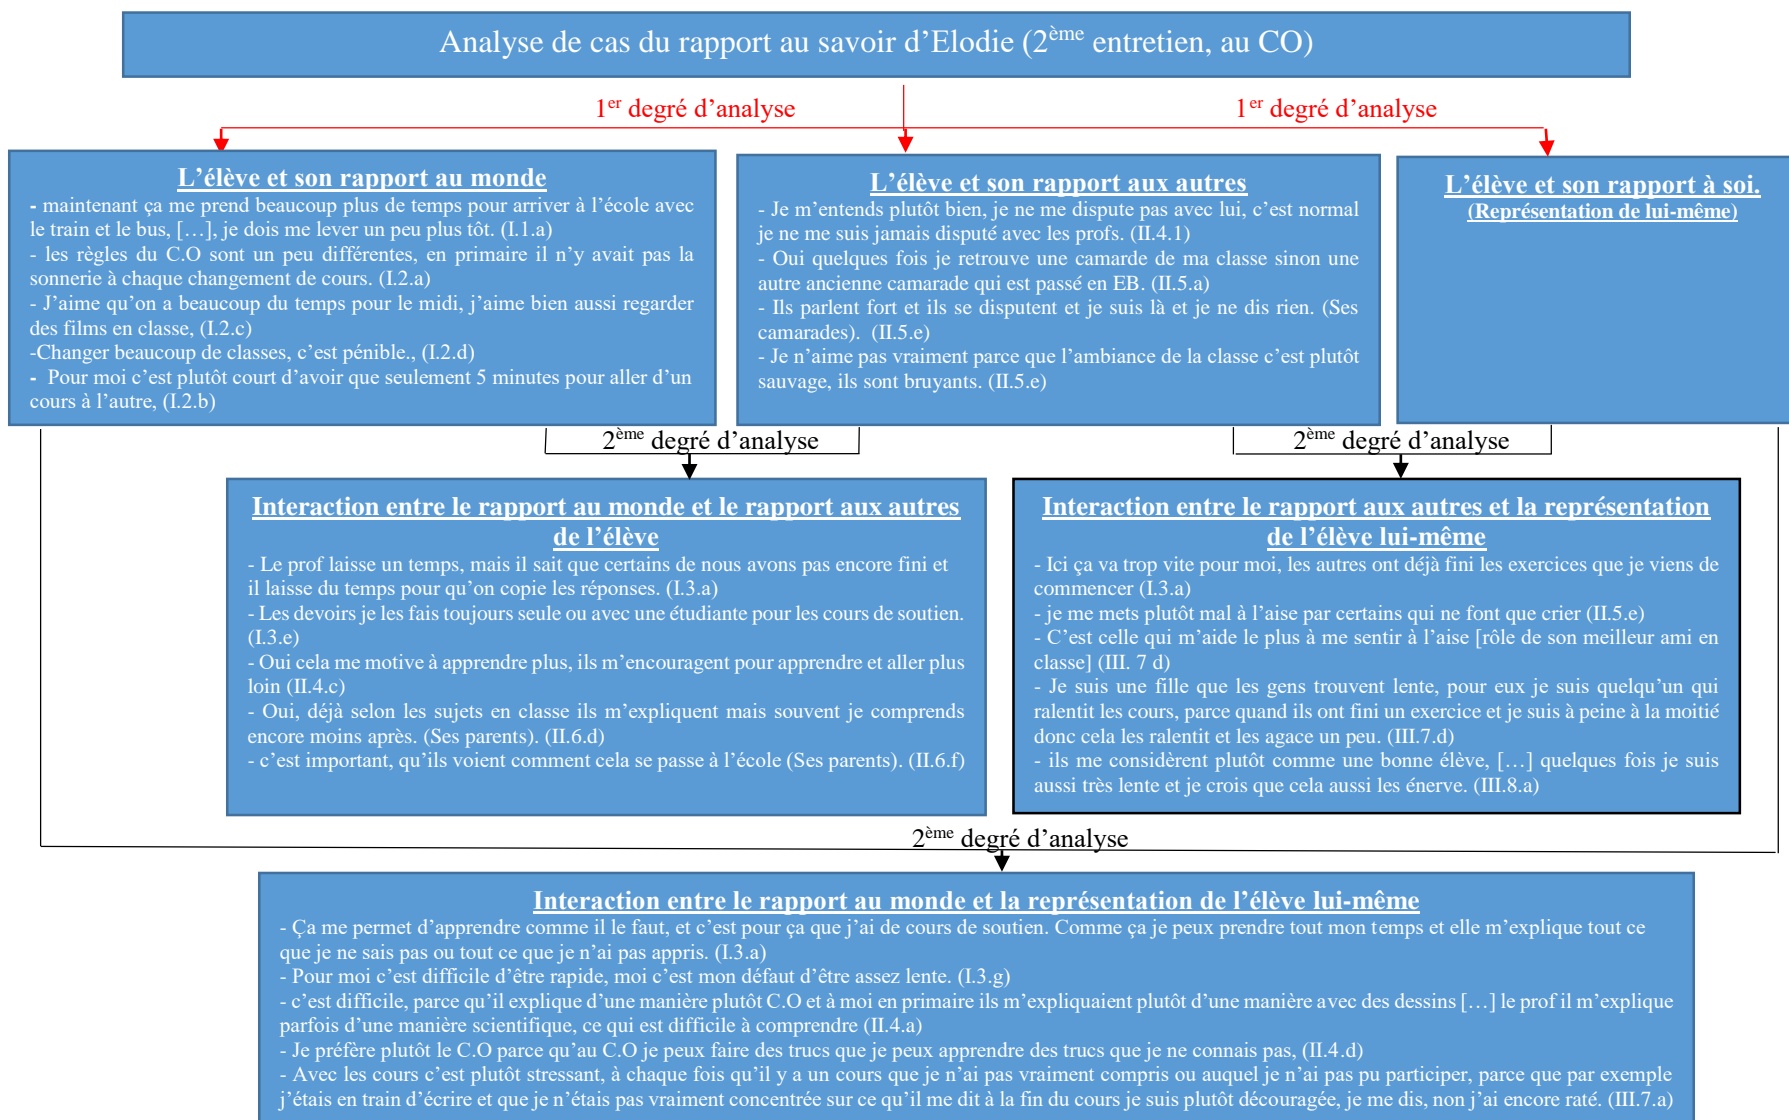 Analyse de cas du rapport au savoir d’Elodie (2ème entretien, au CO)
1er degré d’analyse
1er degré d’analyse
L’élève et son rapport au monde
- maintenant ça me prend beaucoup plus de temps pour arriver à l’école avec
le train et le bus, […], je dois me lever un peu plus tôt. (I.1.a)
- les règles du C.O sont un peu différentes, en primaire il n’y avait pas la
sonnerie à chaque changement de cours. (I.2.a)
- J’aime qu’on a beaucoup du temps pour le midi, j’aime bien aussi regarder
des films en classe, (I.2.c)
-Changer beaucoup de classes, c’est pénible., (I.2.d)
- Pour moi c’est plutôt court d’avoir que seulement 5 minutes pour aller d’un
cours à l’autre, (I.2.b)
L’élève et son rapport aux autres
- Je m’entends plutôt bien, je ne me dispute pas avec lui, c’est normal
je ne me suis jamais disputé avec les profs. (II.4.1)
- Oui quelques fois je retrouve une camarde de ma classe sinon une
autre ancienne camarade qui est passé en EB. (II.5.a)
- Ils parlent fort et ils se disputent et je suis là et je ne dis rien. (Ses
camarades). (II.5.e)
- Je n’aime pas vraiment parce que l’ambiance de la classe c’est plutôt
sauvage, ils sont bruyants. (II.5.e)
L’élève et son rapport à soi.
(Représentation de lui-même)
2ème degré d’analyse
2ème degré d’analyse
Interaction entre le rapport au monde et le rapport aux autres
de l’élève
- Le prof laisse un temps, mais il sait que certains de nous avons pas encore fini et
il laisse du temps pour qu’on copie les réponses. (I.3.a)
- Les devoirs je les fais toujours seule ou avec une étudiante pour les cours de soutien.
(I.3.e)
- Oui cela me motive à apprendre plus, ils m’encouragent pour apprendre et aller plus
loin (II.4.c)
- Oui, déjà selon les sujets en classe ils m’expliquent mais souvent je comprends
encore moins après. (Ses parents). (II.6.d)
- c’est important, qu’ils voient comment cela se passe à l’école (Ses parents). (II.6.f)
Interaction entre le rapport aux autres et la représentation
de l’élève lui-même
- Ici ça va trop vite pour moi, les autres ont déjà fini les exercices que je viens de
commencer (I.3.a)
- je me mets plutôt mal à l’aise par certains qui ne font que crier (II.5.e)
- C’est celle qui m’aide le plus à me sentir à l’aise [rôle de son meilleur ami en
classe] (III. 7 d)
- Je suis une fille que les gens trouvent lente, pour eux je suis quelqu’un qui
ralentit les cours, parce quand ils ont fini un exercice et je suis à peine à la moitié
donc cela les ralentit et les agace un peu. (III.7.d)
- ils me considèrent plutôt comme une bonne élève, […] quelques fois je suis
aussi très lente et je crois que cela aussi les énerve. (III.8.a)
2ème degré d’analyse
Interaction entre le rapport au monde et la représentation de l’élève lui-même
- Ça me permet d’apprendre comme il le faut, et c’est pour ça que j’ai de cours de soutien. Comme ça je peux prendre tout mon temps et elle m’explique tout ce
que je ne sais pas ou tout ce que je n’ai pas appris. (I.3.a)
- Pour moi c’est difficile d’être rapide, moi c’est mon défaut d’être assez lente. (I.3.g)
- c’est difficile, parce qu’il explique d’une manière plutôt C.O et à moi en primaire ils m’expliquaient plutôt d’une manière avec des dessins […] le prof il m’explique
parfois d’une manière scientifique, ce qui est difficile à comprendre (II.4.a)
- Je préfère plutôt le C.O parce qu’au C.O je peux faire des trucs que je peux apprendre des trucs que je ne connais pas, (II.4.d)
- Avec les cours c’est plutôt stressant, à chaque fois qu’il y a un cours que je n’ai pas vraiment compris ou auquel je n’ai pas pu participer, parce que par exemple
j’étais en train d’écrire et que je n’étais pas vraiment concentrée sur ce qu’il me dit à la fin du cours je suis plutôt découragée, je me dis, non j’ai encore raté. (III.7.a)